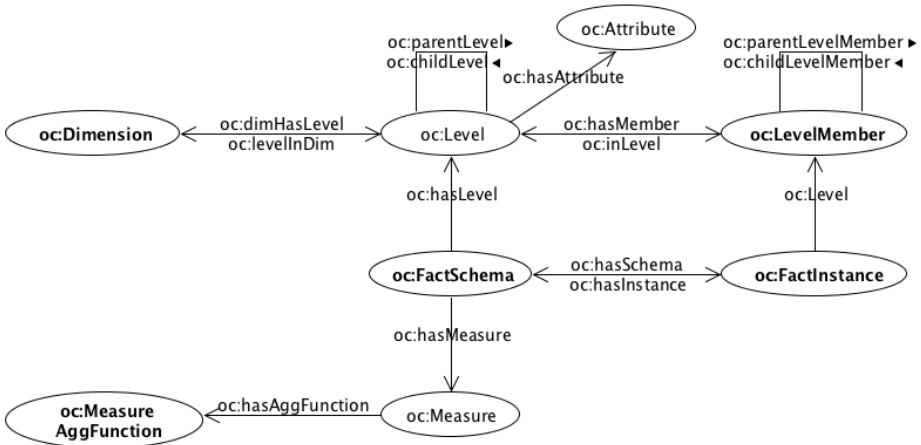 oc:Attribute
oc:parentLevel▶
oc:childLevel ◀
oc:parentLevelMember ▶
oc:childLevelMember ◀
oc:hasAttribute
oc:Dimension
oc:dimHasLevel
oc:levelInDim
oc:Level
oc:hasMember
oc:inLevel
oc:LevelMember
oc:hasLevel
oc:Level
oc:FactSchema
oc:hasSchema
oc:hasInstance
oc:FactInstance
oc:hasMeasure
oc:Measure
AggFunction
oc:hasAggFunction
oc:Measure